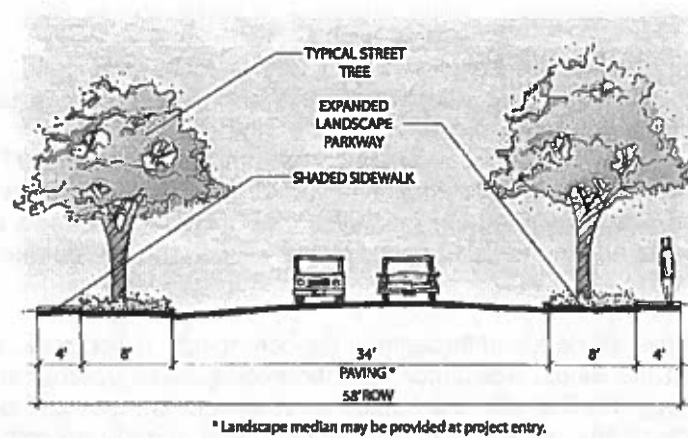 TYPICAL STREET
TREE
EXPANDED
LANDSCAPE
PARKWAY
SHADED SIDEWALK
4' 8' 34' 8' 4'
PAVING*
58' ROW
* Landscape median may be provided at project entry.